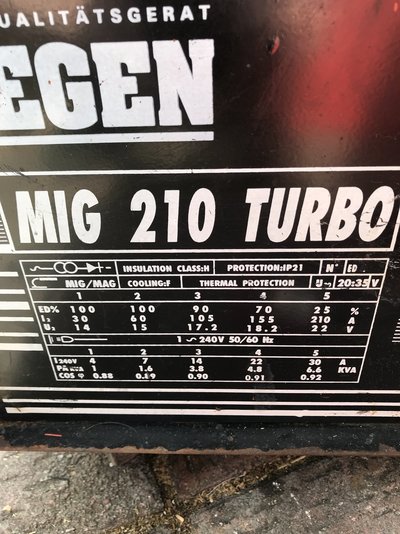 UALITÄTSGERAT
EGEN
MIG 210 TURBO
INSULATION CLASS:H PROTECTION:IP21 N° ED
MIG/MAG COOLING:F THERMAL PROTECTION U 20:35V
1 2 3 4 5
ED% 100 100 90 70 25 %
I₂ 30 60 105 155 210 A
U₂ 14 15 17.2 18.2 22 V
1 ~ 240V 50/60 Hz
1 2 3 4 5
I 240V 4 7 14 22 30 A
KVA 1 1.6 3.8 4.8 6.6 KVA
COS φ 0.88 0.89 0.90 0.91 0.92